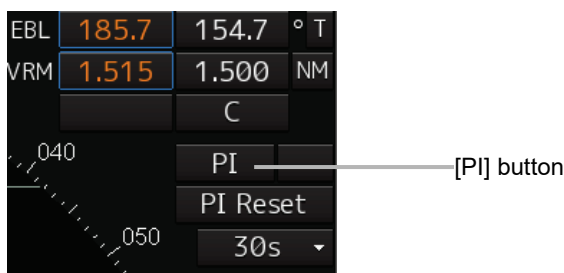 EBL 185.7 154.7 ° T
VRM 1.515 1.500 NM
C
040
PI
[PI] button
PI Reset
050
30s